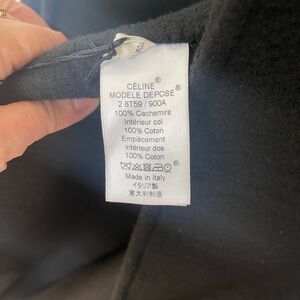 CÉLINE®
MODELE DEPOSE®
2 8T59 / 900A
100% Cachemire
Intérieur col
100% Coton
Empiècement
Intérieur dos
100% Coton
Made in Italy
イタリア製
意大利制造